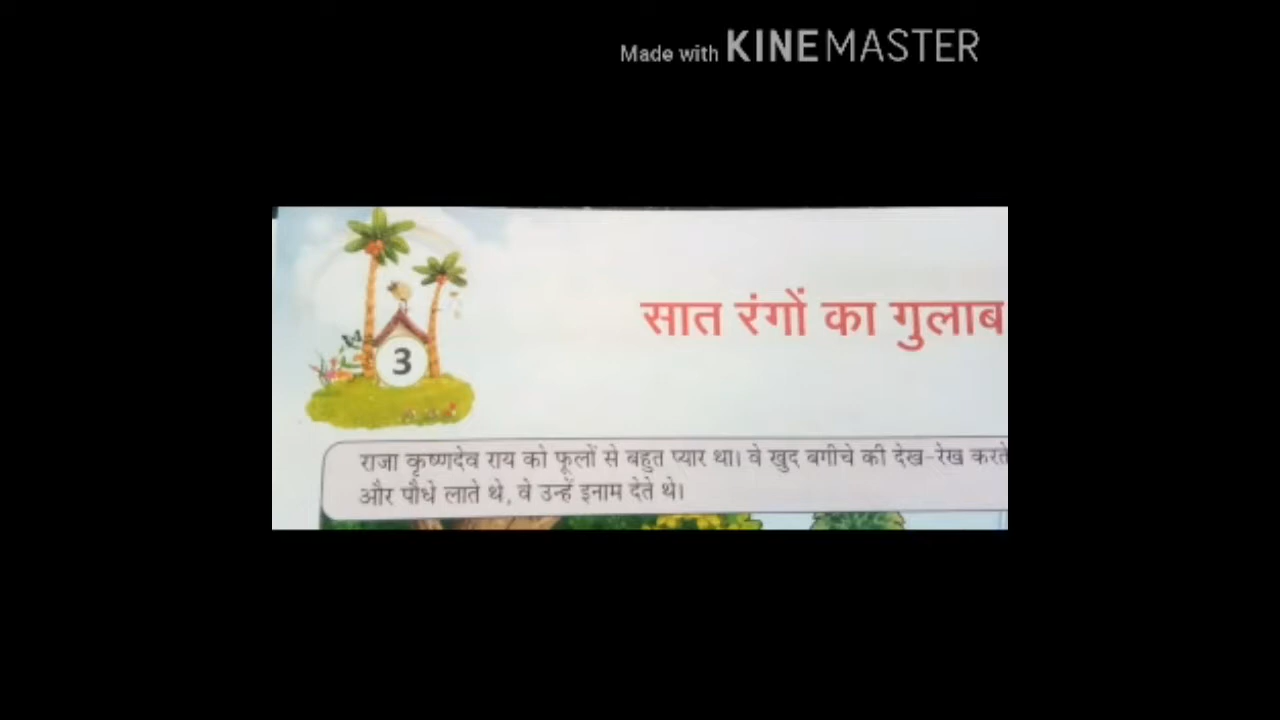 Made with KINEMASTER
सात रंगों का गुलाब
3
राजा कृष्णदेव राय को फूलों से बहुत प्यार था। वे खुद बगीचे की देख-रेख करते
और पौधे लाते थे, वे उन्हें इनाम देते थे।